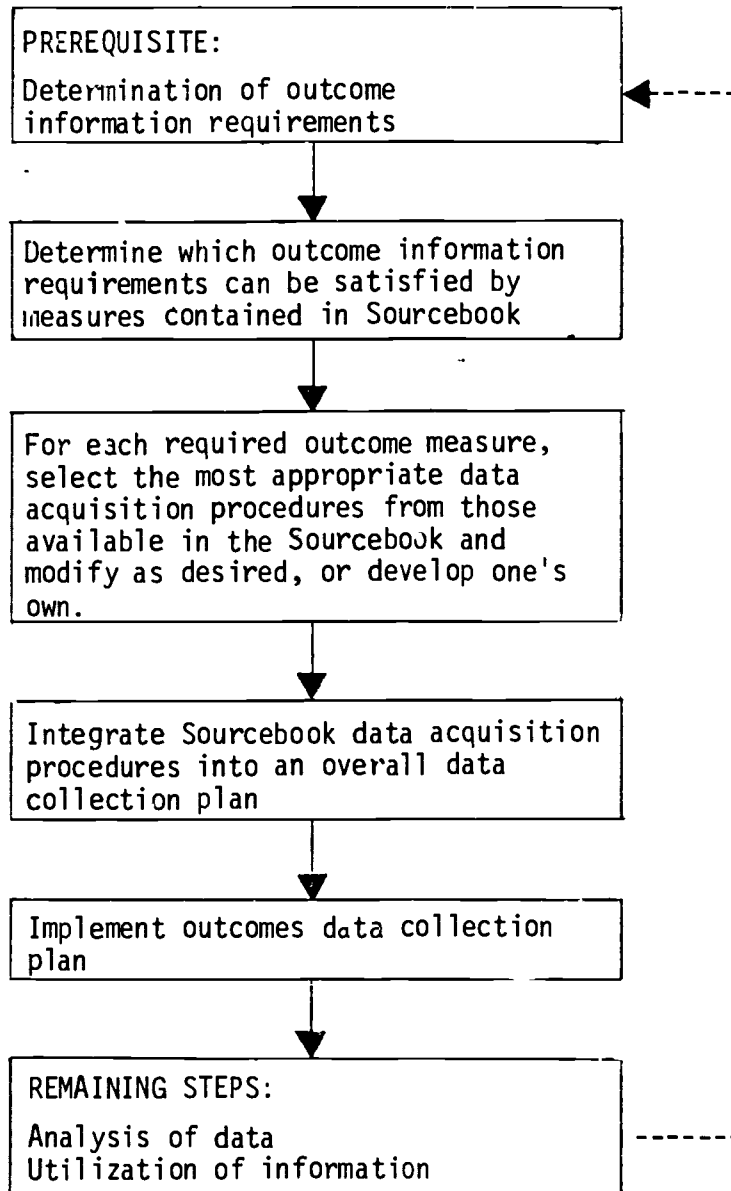 PREREQUISITE:
Determination of outcome
information requirements
Determine which outcome information
requirements can be satisfied by
measures contained in Sourcebook
For each required outcome measure,
select the most appropriate data
acquisition procedures from those
available in the Sourcebook and
modify as desired, or develop one's
own.
Integrate Sourcebook data acquisition
procedures into an overall data
collection plan
Implement outcomes data collection
plan
REMAINING STEPS:
Analysis of data
Utilization of information